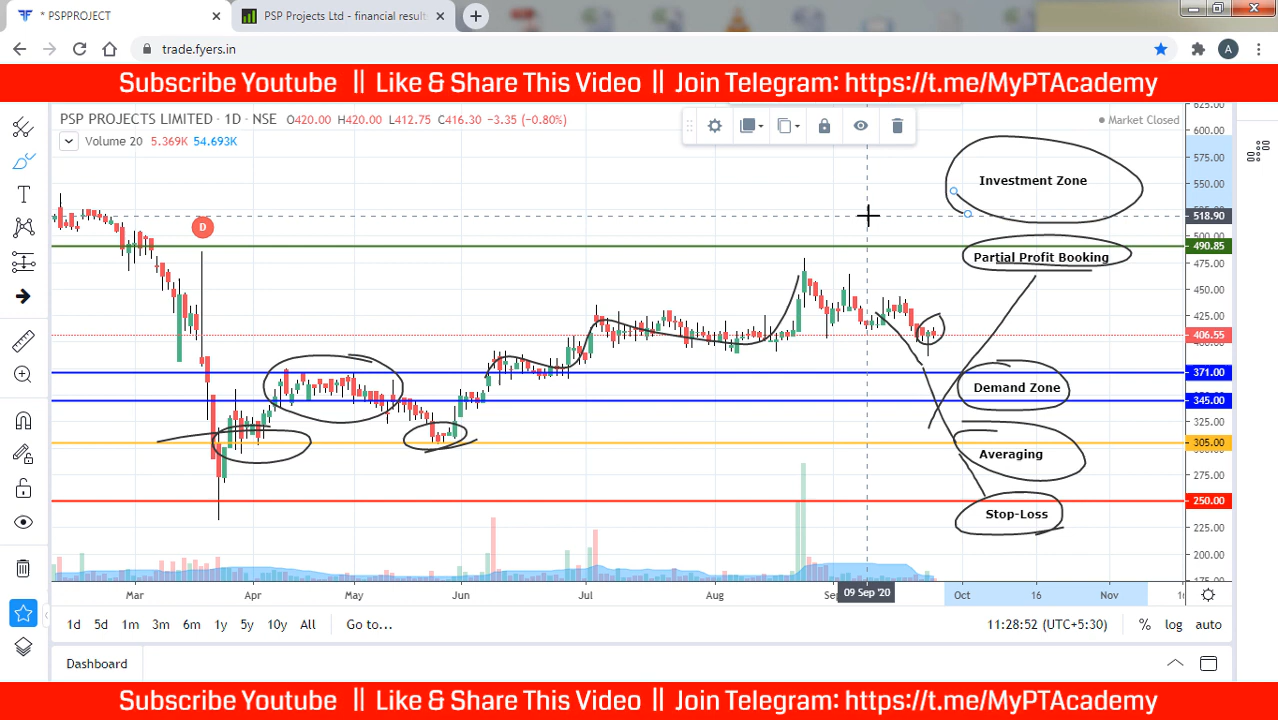 * PSPPROJECT
PSP Projects Ltd - financial result
trade.fyers.in
A
Subscribe Youtube || Like & Share This Video || Join Telegram: https://t.me/MyPTAcademy
PSP PROJECTS LIMITED · 1D · NSE O420.00 H420.00 L412.75 C416.30 -3.35 (-0.80%)
Market Closed
Volume 20 5.369K 54.693K
625.00
600.00
575.00
550.00
518.90
500.00
490.85
475.00
450.00
425.00
406.55
371.00
345.00
305.00
275.00
250.00
225.00
200.00
Investment Zone
Partial Profit Booking
Demand Zone
Averaging
Stop-Loss
D
T
Mar Apr May Jun Jul Aug 09 Sep '20 Oct 16 Nov
1d 5d 1m 3m 6m 1y 5y 10y All Go to... 11:28:52 (UTC+5:30) % log auto
Dashboard
Subscribe Youtube || Like & Share This Video || Join Telegram: https://t.me/MyPTAcademy